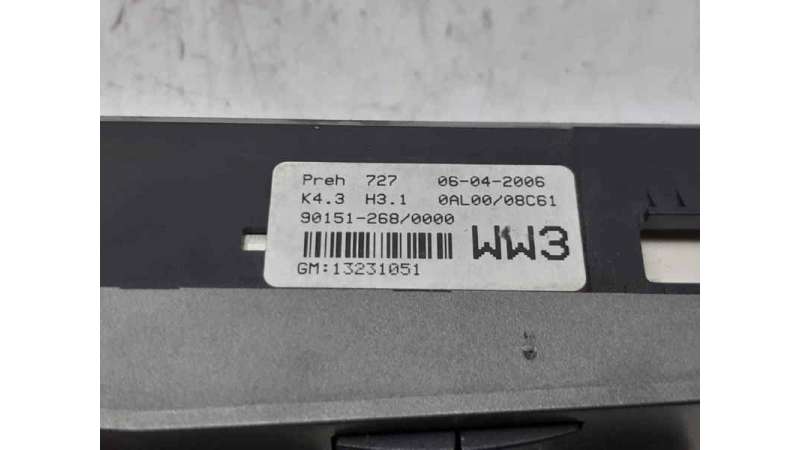 Preh 727 06-04-2006
K4.3 H3.1 0AL00/08C61
90151-268/0000
WW3
GM:13231051